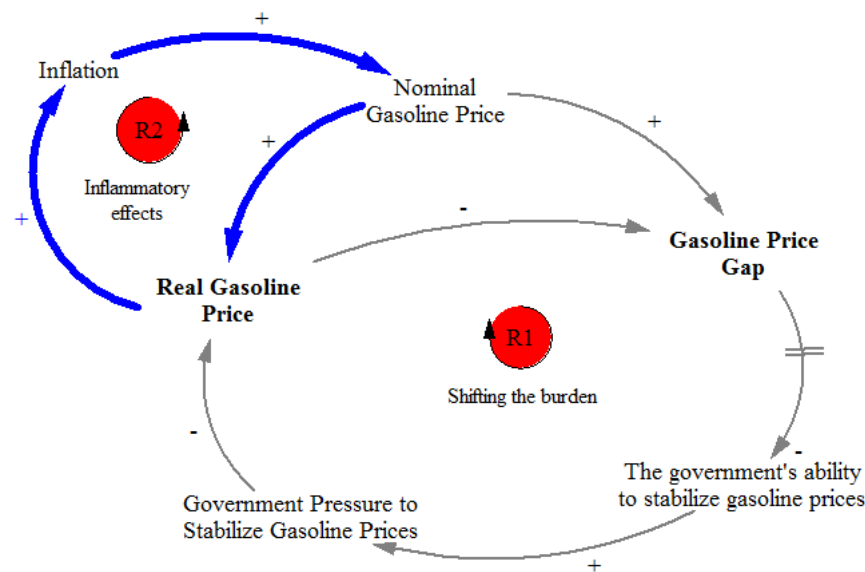 +
Inflation
Nominal
Gasoline Price
R2
+
+
Inflammatory
effects
+
-
Gasoline Price
Gap
Real Gasoline
Price
R1
Shifting the burden
-
-
The government's ability
to stabilize gasoline prices
Government Pressure to
Stabilize Gasoline Prices
+